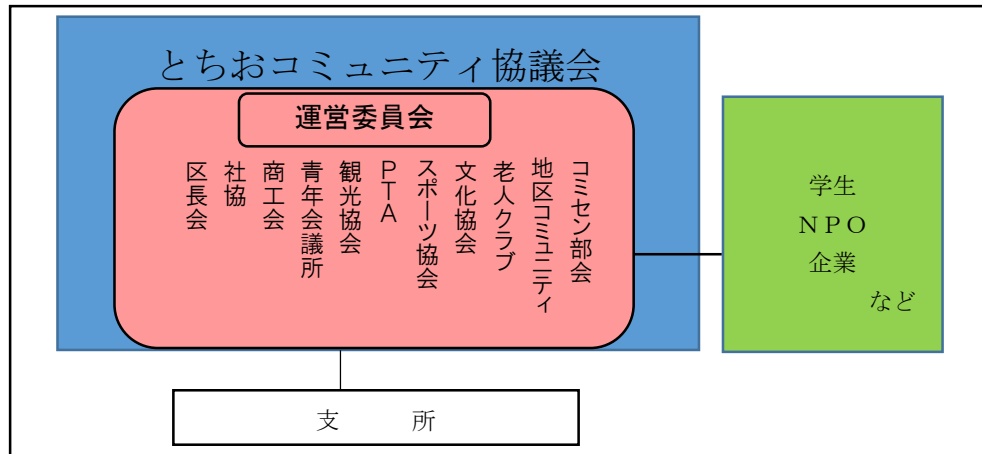 とちおコミュニティ協議会
運営委員会
コミセン部会
地区コミュニティ
老人クラブ
文化協会
スポーツ協会
PTA
観光協会
青年会議所
商工会
社協
区長会
学生
ＮＰＯ
企業
など
支　所